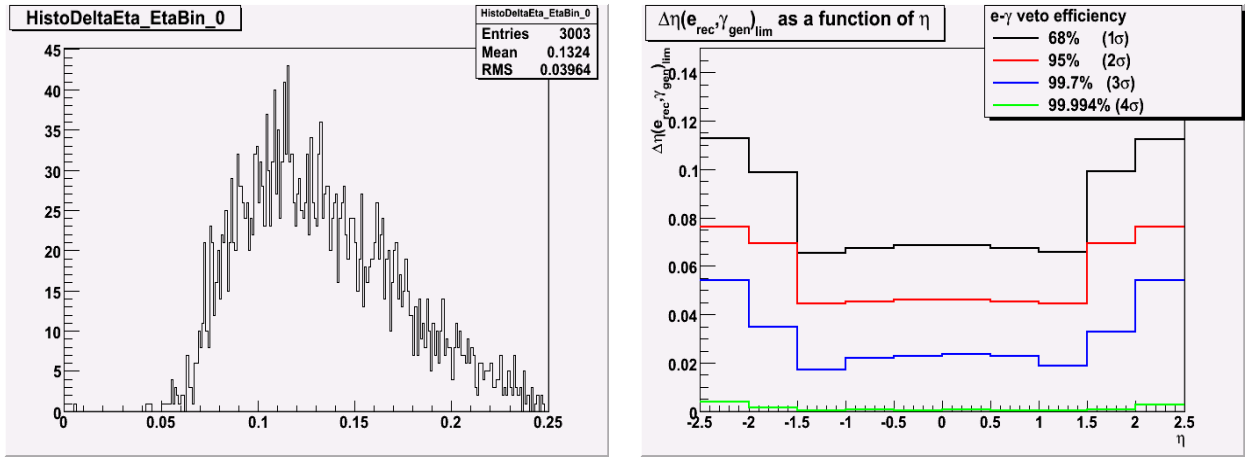 HistoDeltaEta_EtaBin_0
HistoDeltaEta_EtaBin_0
Entries 3003
Mean 0.1324
RMS 0.03964
45
40
35
30
25
20
15
10
5
0
0 0.05 0.1 0.15 0.2 0.25
Δη(e_rec,γ_gen)_lim as a function of η
e-γ veto efficiency
68% (1σ)
95% (2σ)
99.7% (3σ)
99.994% (4σ)
Δη(e_rec,γ_gen)_lim
0.14
0.12
0.1
0.08
0.06
0.04
0.02
0
-2.5 -2 -1.5 -1 -0.5 0 0.5 1 1.5 2 2.5
η